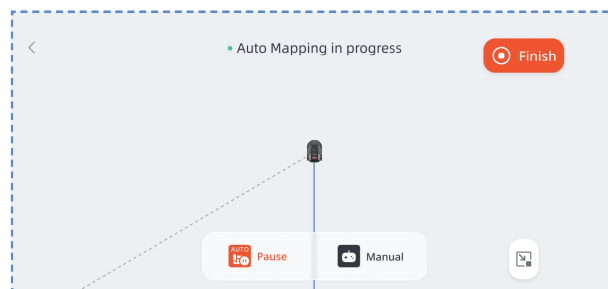 Auto Mapping in progress
Finish
AUTO
Pause
Manual